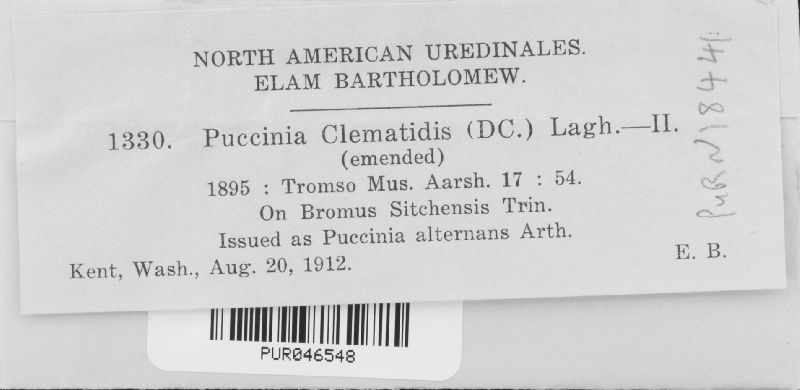 NORTH AMERICAN UREDINALES.
ELAM BARTHOLOMEW.
1330. Puccinia Clematidis (DC.) Lagh.—II.
(emended)
1895 : Tromso Mus. Aarsh. 17 : 54.
On Bromus Sitchensis Trin.
Issued as Puccinia alternans Arth.
Kent, Wash., Aug. 20, 1912.
E. B.
PUR046548